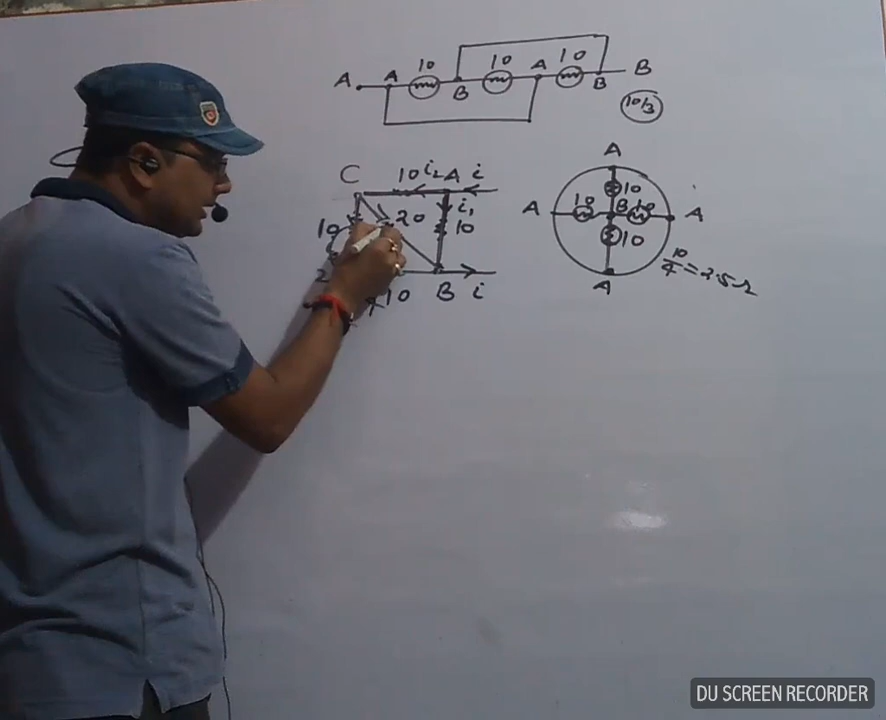 10 10 A 10
A A B B B
10/3
C 10 i₂ A i
10 20 i₁ 10
2 10 B i
A
A 10 10 B 10 A
10
A
10/4 = 2.5 Ω
DU SCREEN RECORDER